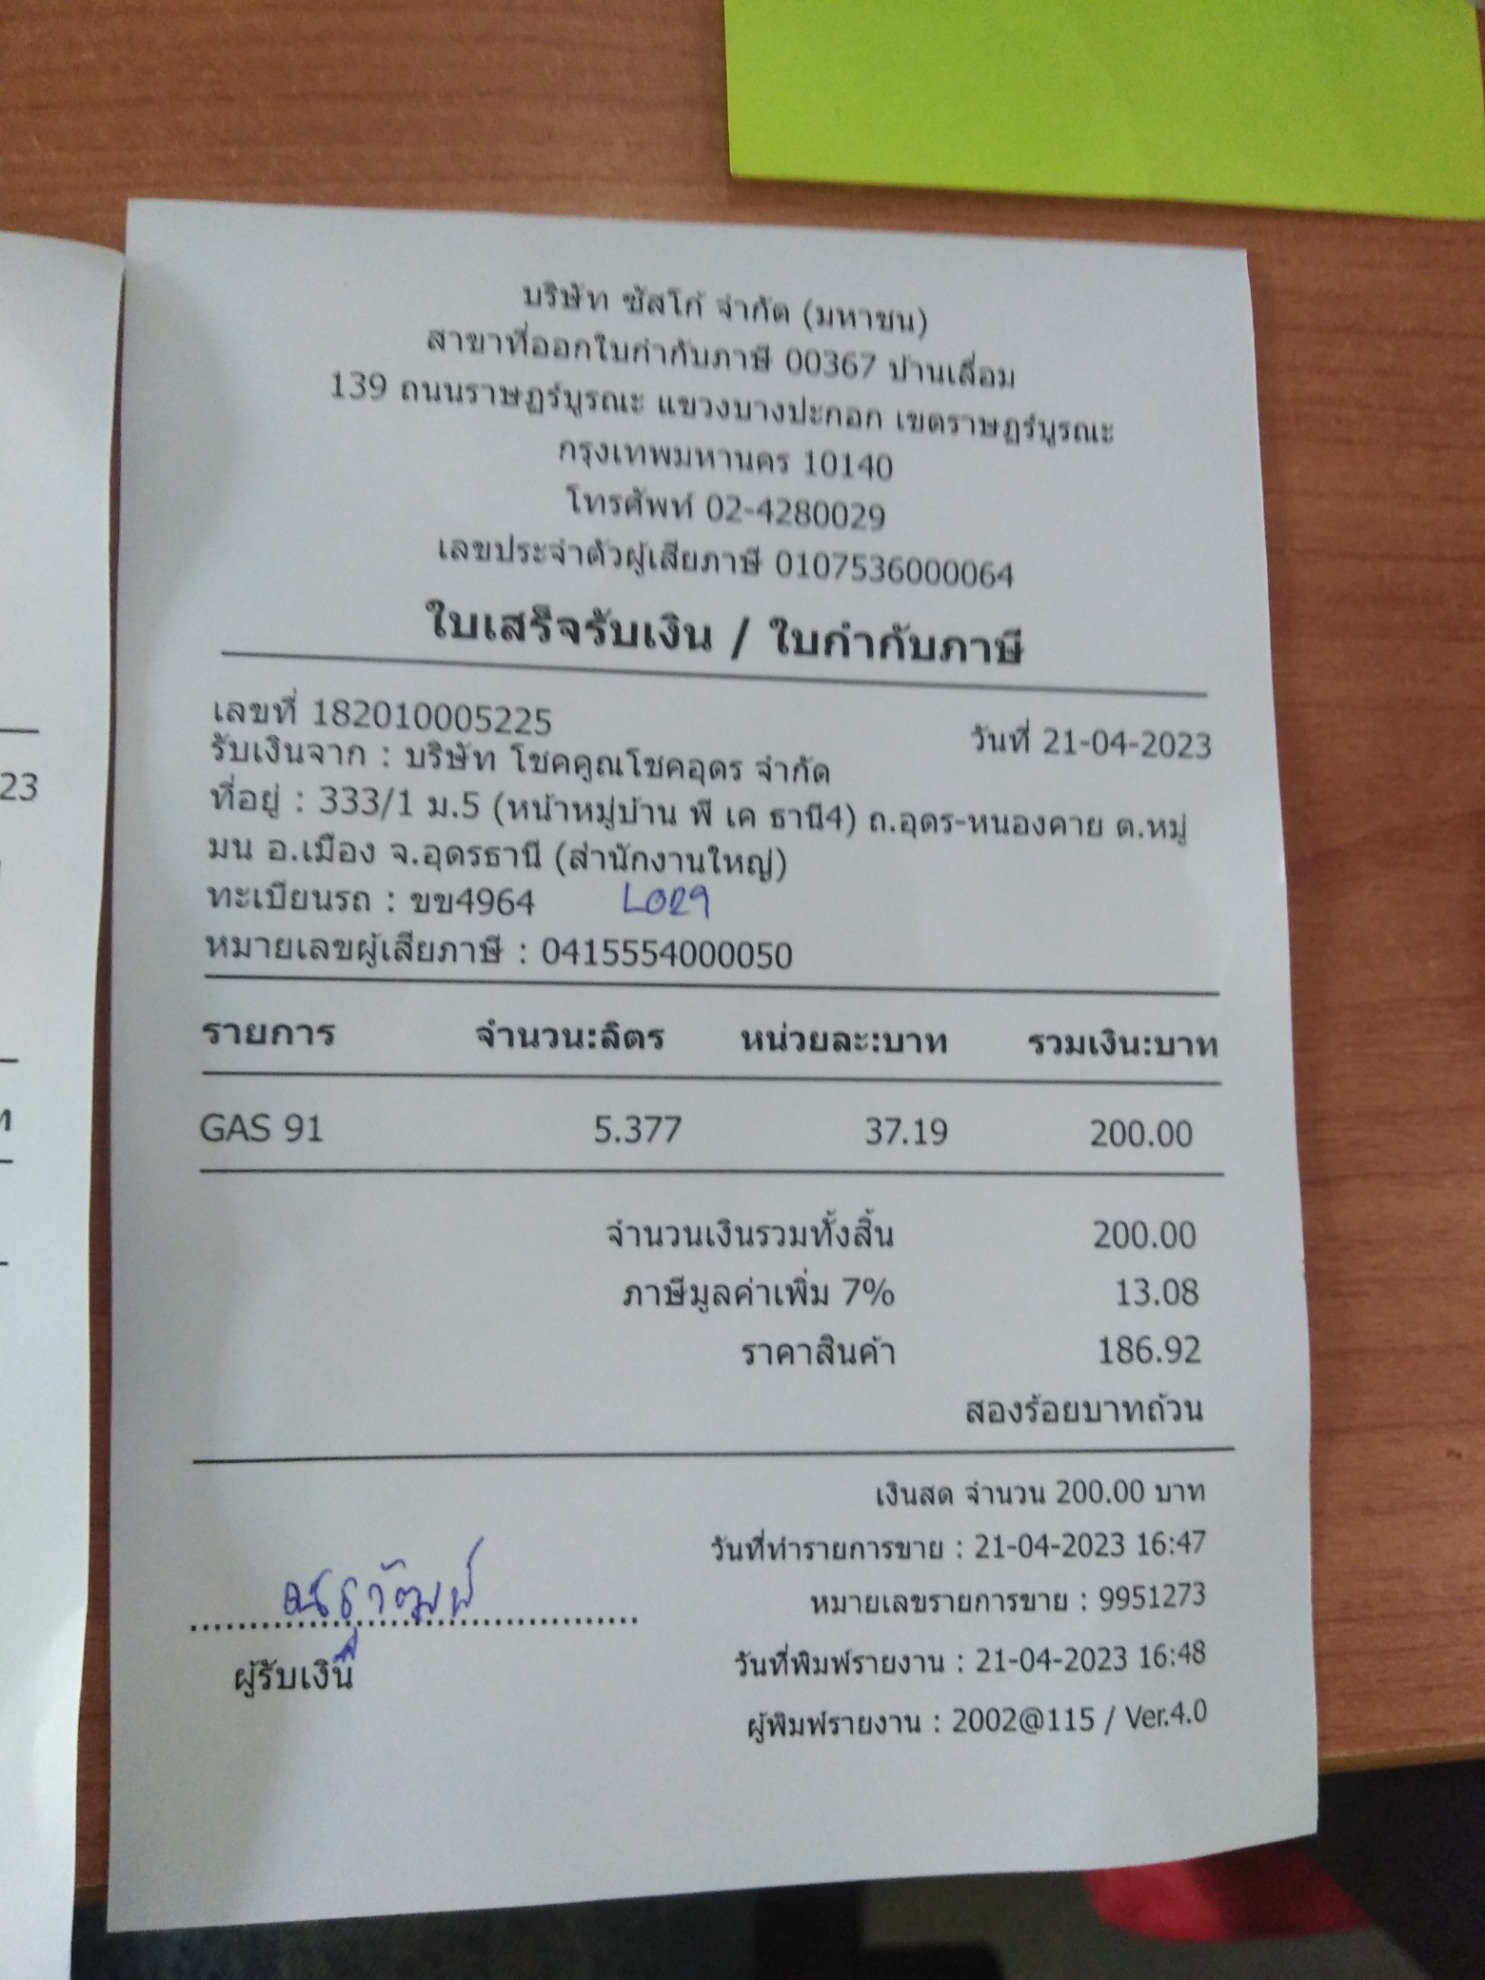 บริษัท ซัสโก้ จำกัด (มหาชน)
สาขาที่ออกใบกำกับภาษี 00367 บ้านเลื่อม
139 ถนนราษฎร์บูรณะ แขวงบางปะกอก เขตราษฎร์บูรณะ
กรุงเทพมหานคร 10140
โทรศัพท์ 02-4280029
เลขประจำตัวผู้เสียภาษี 0107536000064
ใบเสร็จรับเงิน / ใบกำกับภาษี
เลขที่ 182010005225
วันที่ 21-04-2023
รับเงินจาก : บริษัท โชคคูณโชคอุดร จำกัด
ที่อยู่ : 333/1 ม.5 (หน้าหมู่บ้าน พี เค ธานี4) ถ.อุดร-หนองคาย ต.หมู่
มน อ.เมือง จ.อุดรธานี (สำนักงานใหญ่)
ทะเบียนรถ : ขข4964 L029
หมายเลขผู้เสียภาษี : 0415554000050
รายการ จำนวน:ลิตร หน่วยละ:บาท รวมเงิน:บาท
GAS 91 5.377 37.19 200.00
จำนวนเงินรวมทั้งสิ้น 200.00
ภาษีมูลค่าเพิ่ม 7% 13.08
ราคาสินค้า 186.92
สองร้อยบาทถ้วน
เงินสด จำนวน 200.00 บาท
วันที่ทำรายการขาย : 21-04-2023 16:47
หมายเลขรายการขาย : 9951273
วันที่พิมพ์รายงาน : 21-04-2023 16:48
ผู้พิมพ์รายงาน : 2002@115 / Ver.4.0
ผู้รับเงิน
23